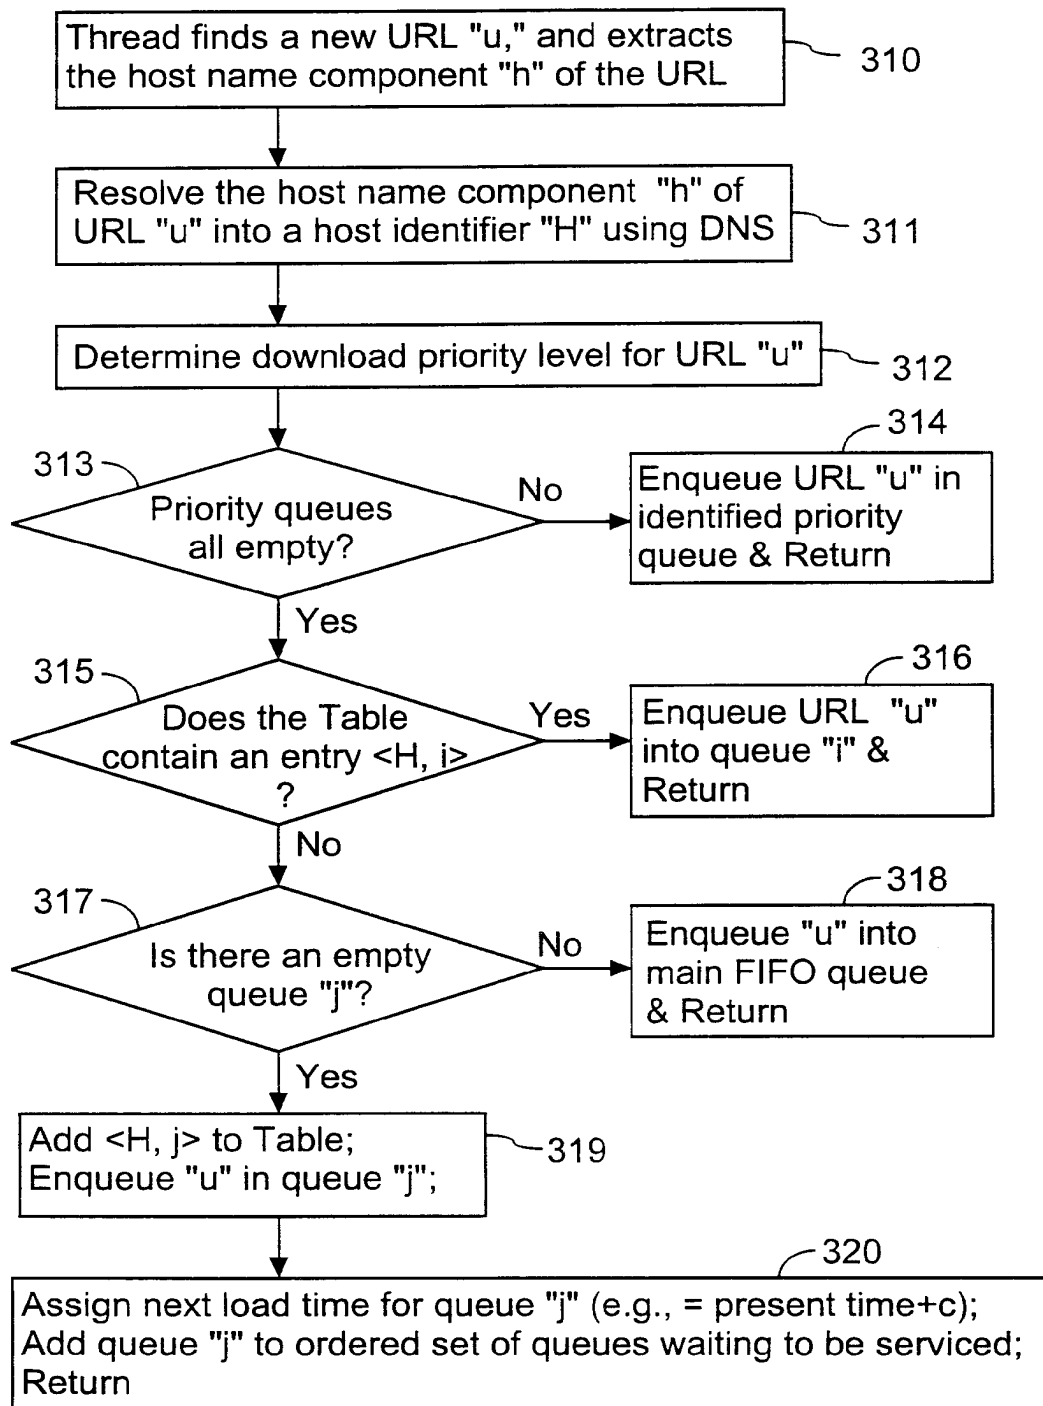 Thread finds a new URL "u," and extracts
the host name component "h" of the URL
310
Resolve the host name component "h" of
URL "u" into a host identifier "H" using DNS
311
Determine download priority level for URL "u"
312
313
Priority queues
all empty?
No
314
Enqueue URL "u" in
identified priority
queue & Return
Yes
315
Does the Table
contain an entry <H, i>
?
Yes
316
Enqueue URL "u"
into queue "i" &
Return
No
317
Is there an empty
queue "j"?
No
318
Enqueue "u" into
main FIFO queue
& Return
Yes
Add <H, j> to Table;
Enqueue "u" in queue "j";
319
320
Assign next load time for queue "j" (e.g., = present time+c);
Add queue "j" to ordered set of queues waiting to be serviced;
Return